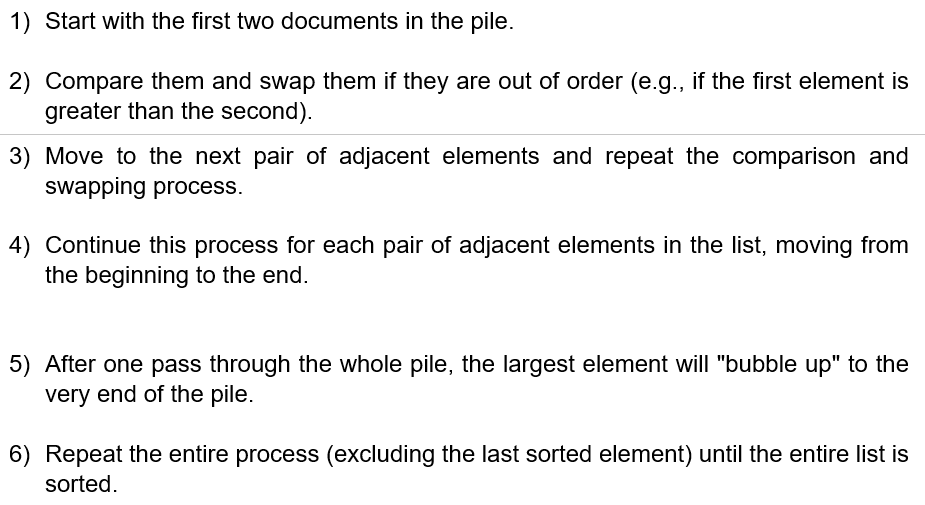 1) Start with the first two documents in the pile.
2) Compare them and swap them if they are out of order (e.g., if the first element is
greater than the second).
3) Move to the next pair of adjacent elements and repeat the comparison and
swapping process.
4) Continue this process for each pair of adjacent elements in the list, moving from
the beginning to the end.
5) After one pass through the whole pile, the largest element will "bubble up" to the
very end of the pile.
6) Repeat the entire process (excluding the last sorted element) until the entire list is
sorted.